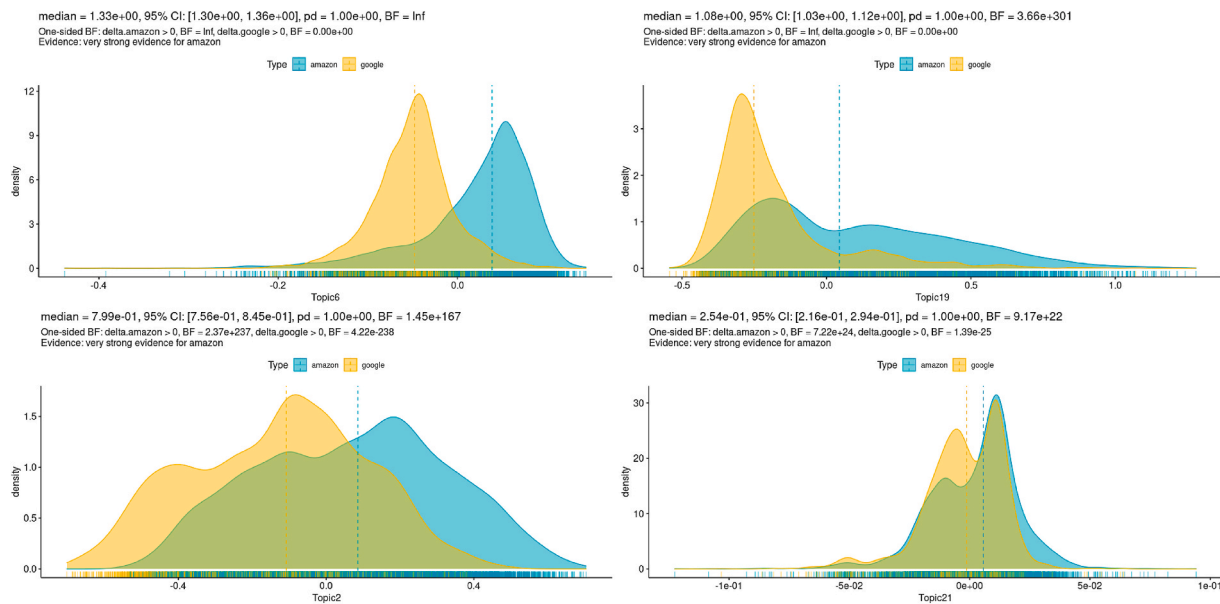 median = 1.33e+00, 95% CI: [1.30e+00, 1.36e+00], pd = 1.00e+00, BF = Inf
One-sided BF: delta.amazon > 0, BF = Inf, delta.google > 0, BF = 0.00e+00
Evidence: very strong evidence for amazon
Type amazon google
12
9
6
3
0
density
-0.4 -0.2 0.0
Topic6
median = 1.08e+00, 95% CI: [1.03e+00, 1.12e+00], pd = 1.00e+00, BF = 3.66e+301
One-sided BF: delta.amazon > 0, BF = Inf, delta.google > 0, BF = 0.00e+00
Evidence: very strong evidence for amazon
Type amazon google
3
2
1
0
density
-0.5 0.0 0.5 1.0
Topic19
median = 7.99e-01, 95% CI: [7.56e-01, 8.45e-01], pd = 1.00e+00, BF = 1.45e+167
One-sided BF: delta.amazon > 0, BF = 2.37e+237, delta.google > 0, BF = 4.22e-238
Evidence: very strong evidence for amazon
Type amazon google
1.5
1.0
0.5
0.0
density
-0.4 0.0 0.4
Topic2
median = 2.54e-01, 95% CI: [2.16e-01, 2.94e-01], pd = 1.00e+00, BF = 9.17e+22
One-sided BF: delta.amazon > 0, BF = 7.22e+24, delta.google > 0, BF = 1.39e-25
Evidence: very strong evidence for amazon
Type amazon google
30
20
10
0
density
-1e-01 -5e-02 0e+00 5e-02 1e-01
Topic21